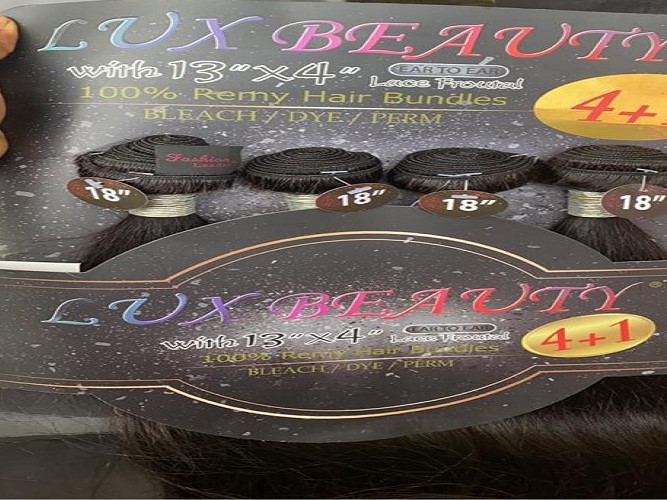 LUX BEAUTY
with 13"x4" EAR TO EAR Lace Frontal
100% Remy Hair Bundles
4+1
BLEACH / DYE / PERM
Fashion
18"
18"
18"
18"
LUX BEAUTY®
with 13"x4" EAR TO EAR Lace Frontal
4+1
100% Remy Hair Bundles
BLEACH / DYE / PERM